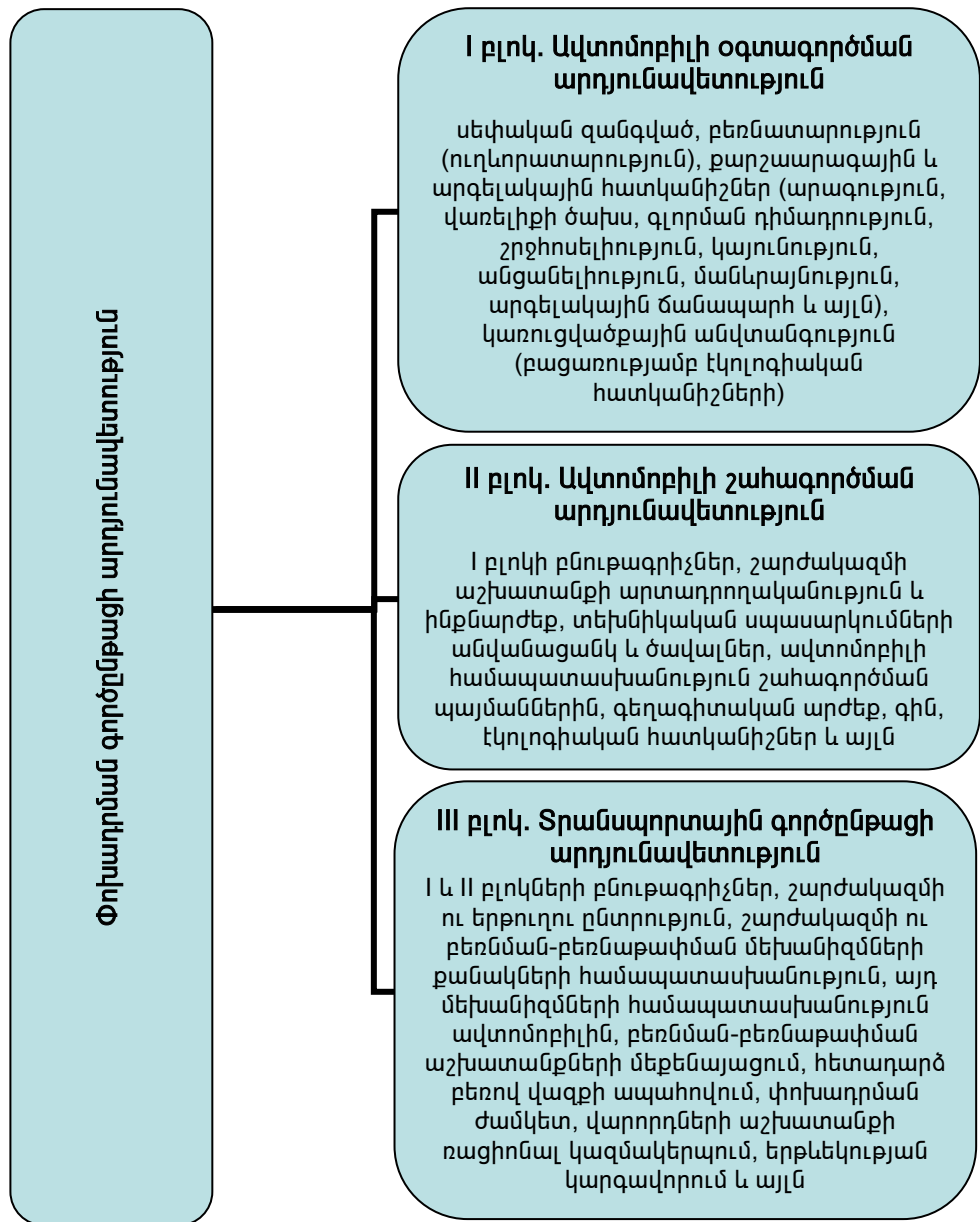 Փոխադրման գործընթացի արդյունավետություն
I բլոկ. Ավտոմոբիլի օգտագործման
արդյունավետություն
սեփական զանգված, բեռնատարություն
(ուղևորատարություն), քարշաարագային և
արգելակային հատկանիշներ (արագություն,
վառելիքի ծախս, գլորման դիմադրություն,
շրջհոսելիություն, կայունություն,
անցանելիություն, մանևրայնություն,
արգելակային ճանապարհ և այլն),
կառուցվածքային անվտանգություն
(բացառությամբ էկոլոգիական
հատկանիշների)
II բլոկ. Ավտոմոբիլի շահագործման
արդյունավետություն
I բլոկի բնութագրիչներ, շարժակազմի
աշխատանքի արտադրողականություն և
ինքնարժեք, տեխնիկական սպասարկումների
անվանացանկ և ծավալներ, ավտոմոբիլի
համապատասխանություն շահագործման
պայմաններին, գեղագիտական արժեք, գին,
էկոլոգիական հատկանիշներ և այլն
III բլոկ. Տրանսպորտային գործընթացի
արդյունավետություն
I և II բլոկների բնութագրիչներ, շարժակազմի
ու երթուղու ընտրություն, շարժակազմի ու
բեռնման-բեռնաթափման մեխանիզմների
քանակների համապատասխանություն, այդ
մեխանիզմների համապատասխանություն
ավտոմոբիլին, բեռնման-բեռնաթափման
աշխատանքների մեքենայացում, հետադարձ
բեռով վազքի ապահովում, փոխադրման
ժամկետ, վարորդների աշխատանքի
ռացիոնալ կազմակերպում, երթևեկության
կարգավորում և այլն